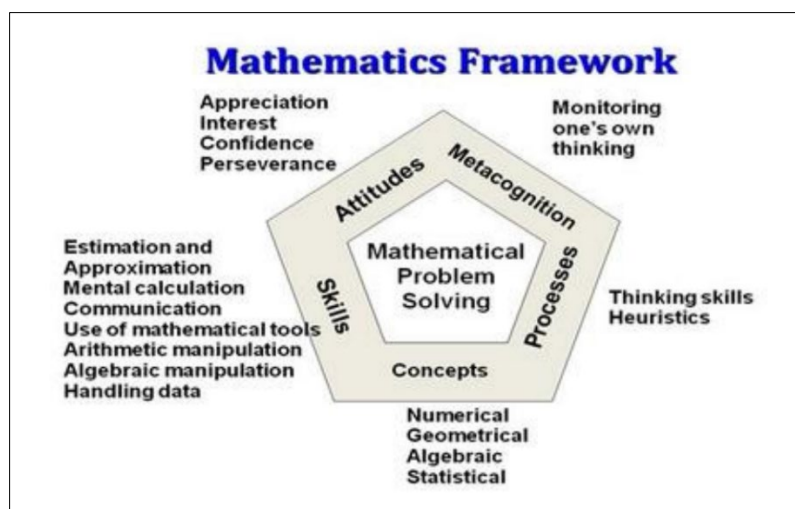 Mathematics Framework
Appreciation
Interest
Confidence
Perseverance
Monitoring
one's own
thinking
Attitudes
Metacognition
Mathematical
Problem
Solving
Estimation and
Approximation
Mental calculation
Communication
Use of mathematical tools
Arithmetic manipulation
Algebraic manipulation
Handling data
Skills
Processes
Thinking skills
Heuristics
Concepts
Numerical
Geometrical
Algebraic
Statistical